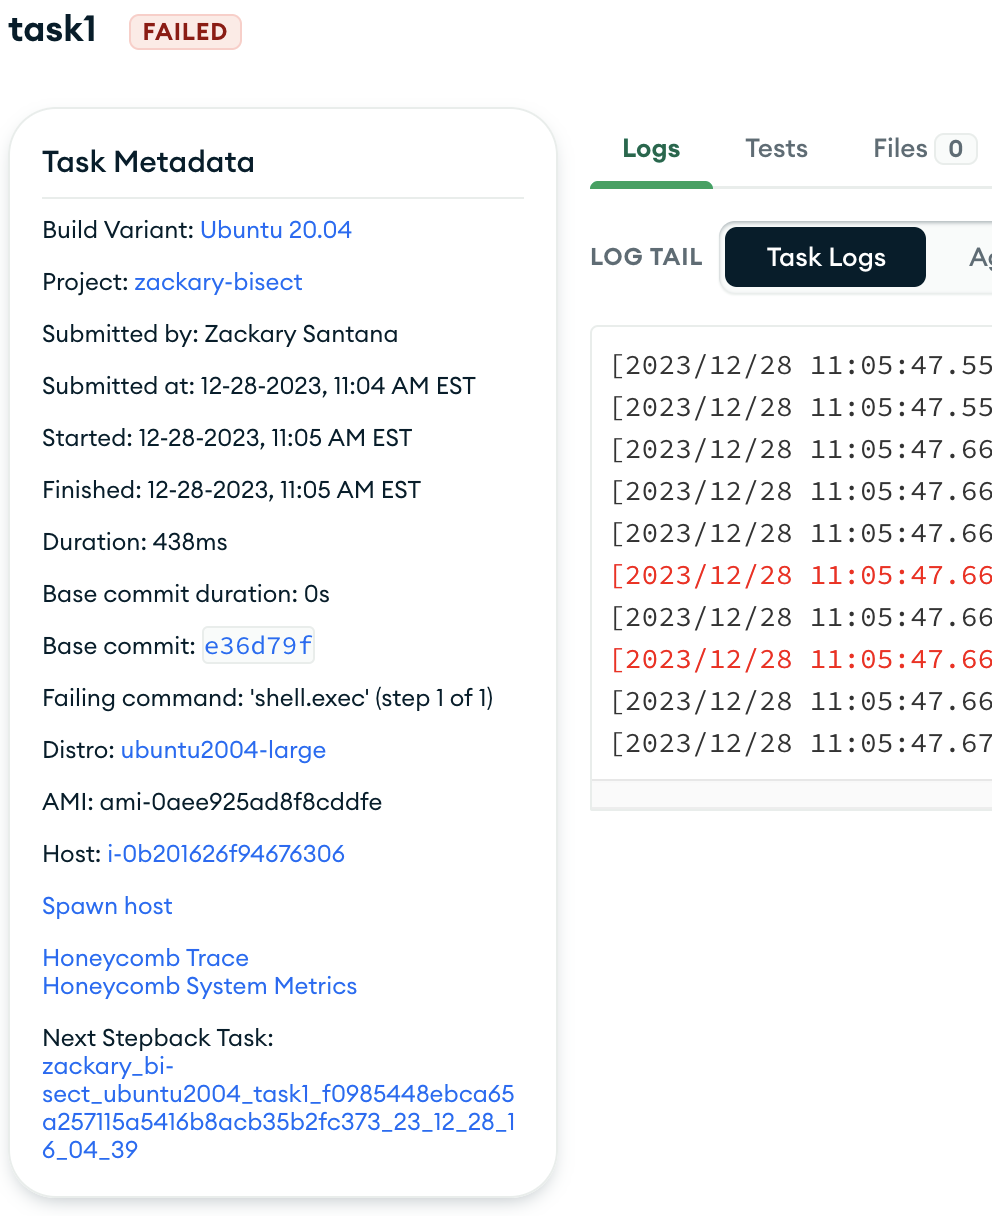 task1 FAILED
Task Metadata
Build Variant: Ubuntu 20.04
Project: zackary-bisect
Submitted by: Zackary Santana
Submitted at: 12-28-2023, 11:04 AM EST
Started: 12-28-2023, 11:05 AM EST
Finished: 12-28-2023, 11:05 AM EST
Duration: 438ms
Base commit duration: 0s
Base commit: e36d79f
Failing command: 'shell.exec' (step 1 of 1)
Distro: ubuntu2004-large
AMI: ami-0aee925ad8f8cddfe
Host: i-0b201626f94676306
Spawn host
Honeycomb Trace
Honeycomb System Metrics
Next Stepback Task:
zackary_bi-
sect_ubuntu2004_task1_f0985448ebca65
a257115a5416b8acb35b2fc373_23_12_28_1
6_04_39
Logs Tests Files 0
LOG TAIL Task Logs
[2023/12/28 11:05:47.55
[2023/12/28 11:05:47.55
[2023/12/28 11:05:47.66
[2023/12/28 11:05:47.66
[2023/12/28 11:05:47.66
[2023/12/28 11:05:47.66
[2023/12/28 11:05:47.66
[2023/12/28 11:05:47.66
[2023/12/28 11:05:47.66
[2023/12/28 11:05:47.67